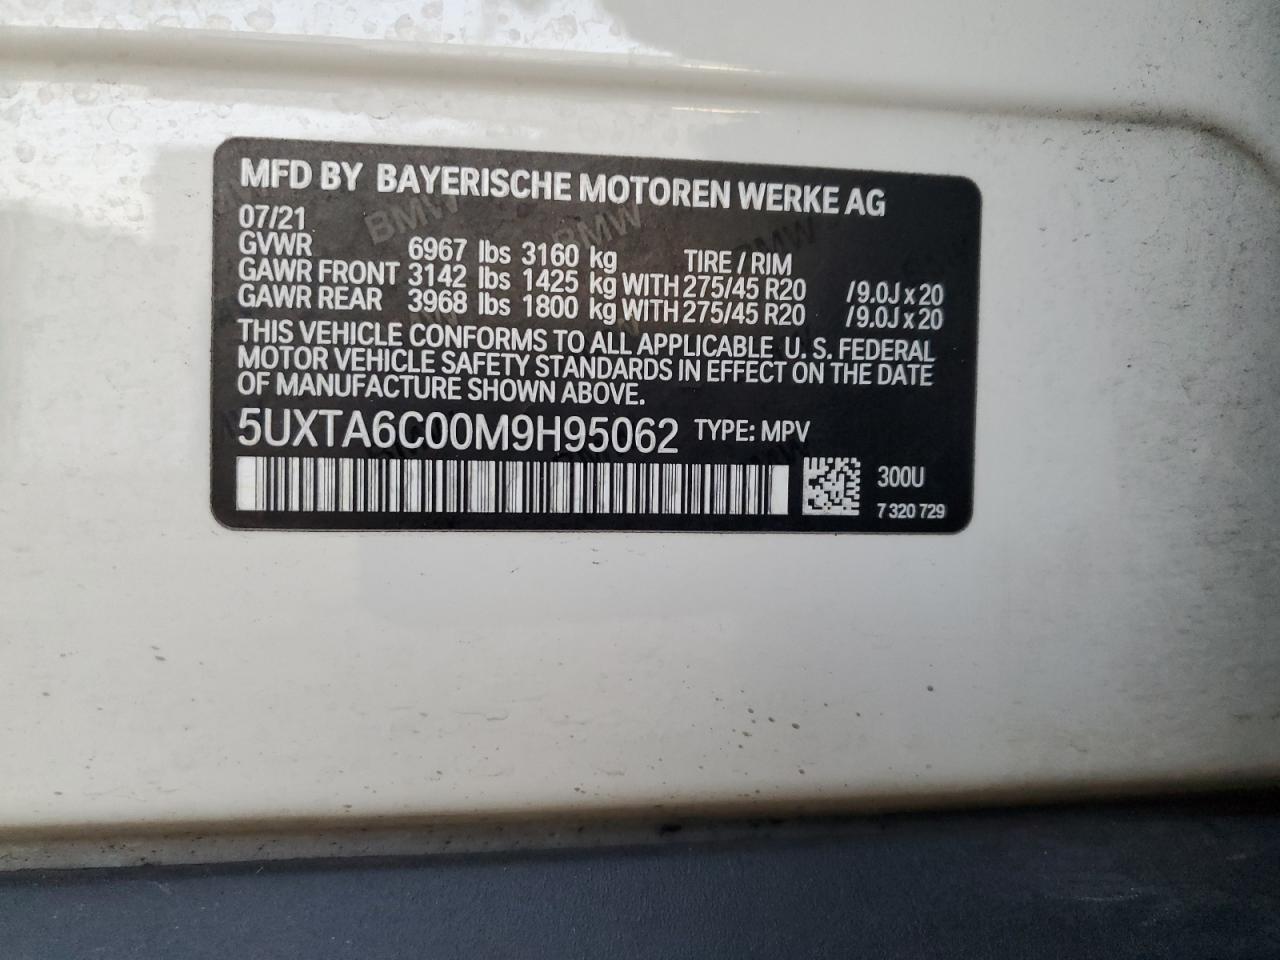 MFD BY BAYERISCHE MOTOREN WERKE AG
07/21
GVWR 6967 lbs 3160 kg TIRE / RIM
GAWR FRONT 3142 lbs 1425 kg WITH 275/45 R20 /9.0J x 20
GAWR REAR 3968 lbs 1800 kg WITH 275/45 R20 /9.0J x 20
THIS VEHICLE CONFORMS TO ALL APPLICABLE U. S. FEDERAL
MOTOR VEHICLE SAFETY STANDARDS IN EFFECT ON THE DATE
OF MANUFACTURE SHOWN ABOVE.
5UXTA6C00M9H95062 TYPE: MPV
300U
7 320 729